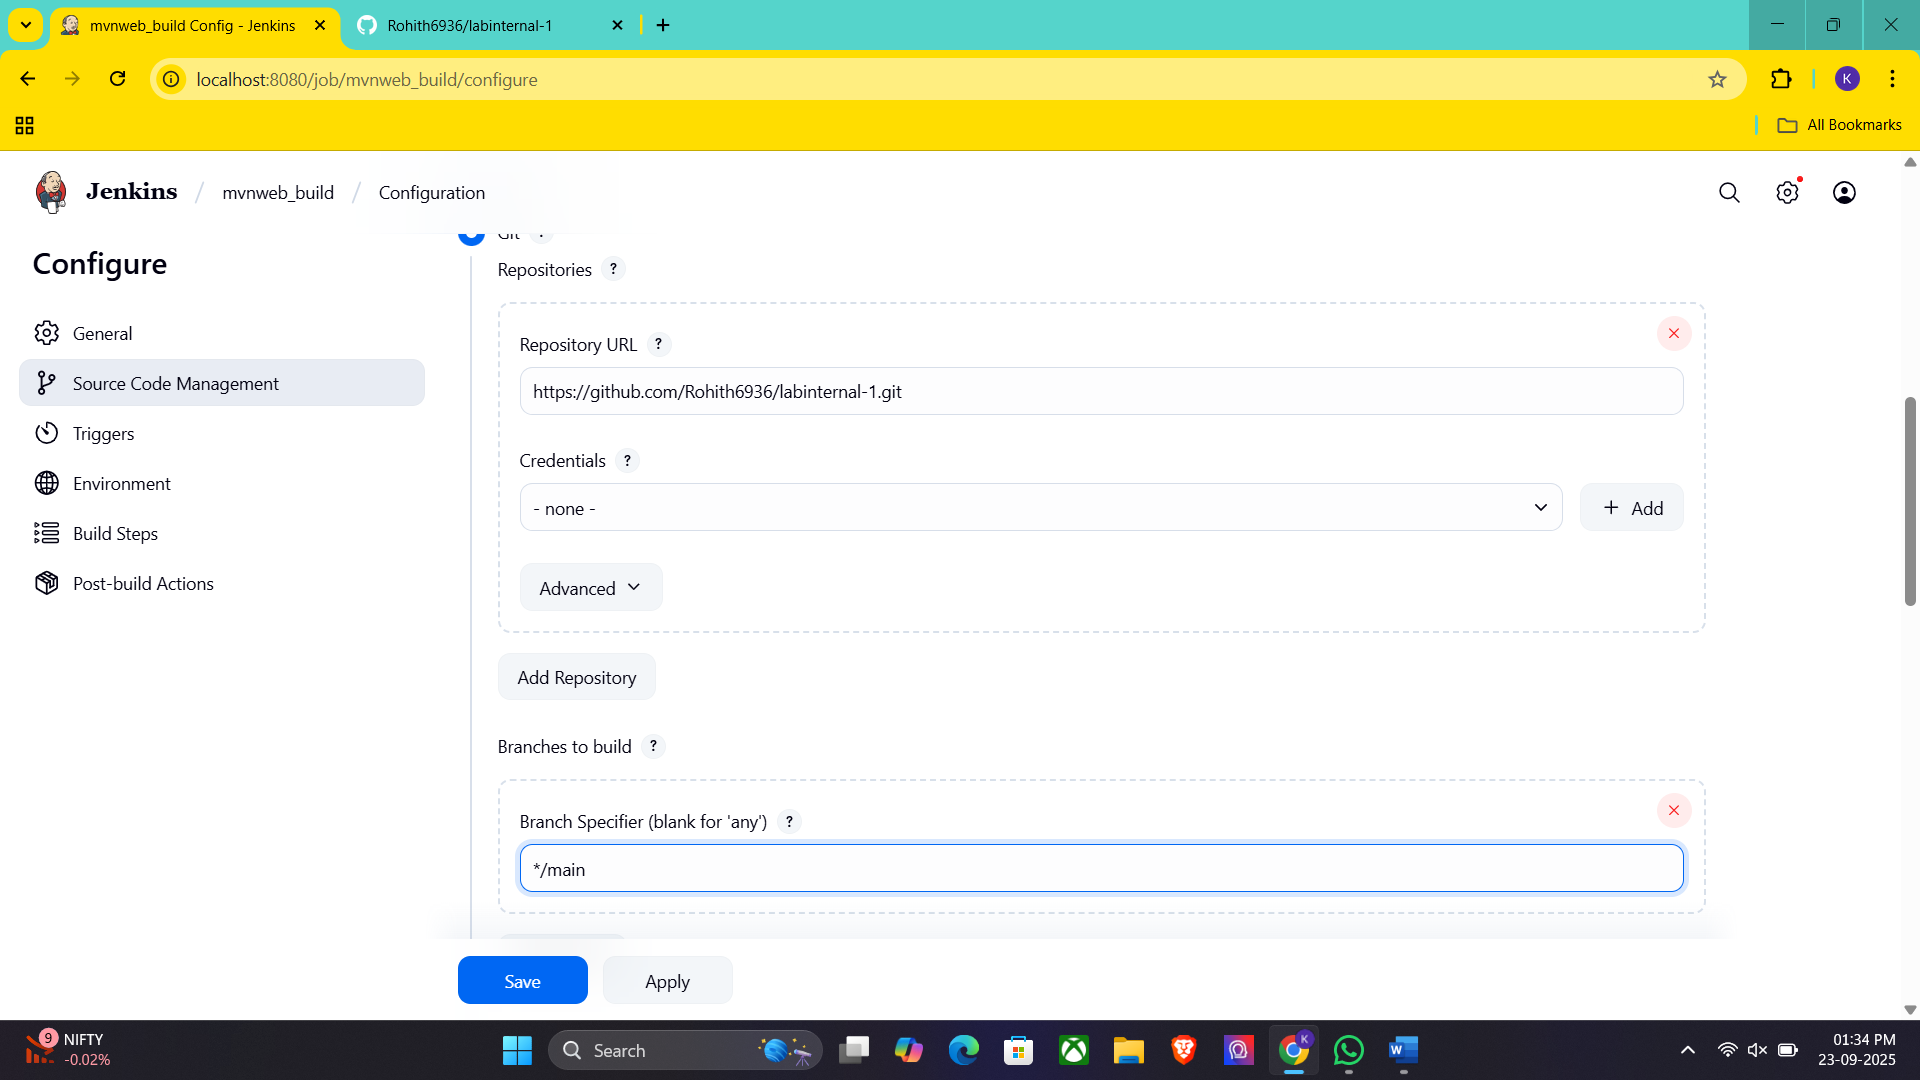 mvnweb_build Config - Jenkins
Rohith6936/labinternal-1
localhost:8080/job/mvnweb_build/configure
K
All Bookmarks
Jenkins / mvnweb_build / Configuration
Configure
General
Source Code Management
Triggers
Environment
Build Steps
Post-build Actions
Git ?
Repositories ?
Repository URL ?
https://github.com/Rohith6936/labinternal-1.git
Credentials ?
- none -
+ Add
Advanced
Add Repository
Branches to build ?
Branch Specifier (blank for 'any') ?
*/main
Save
Apply
9
NIFTY
-0.02%
Search
K
W
01:34 PM
23-09-2025